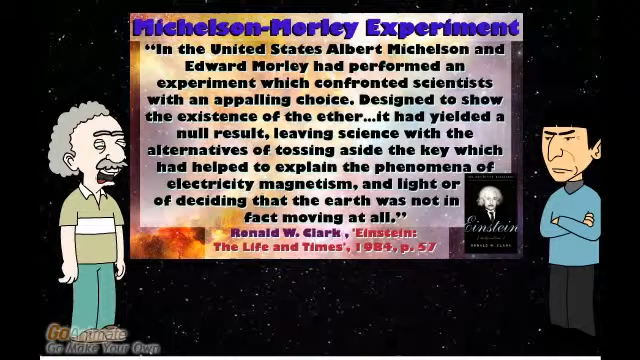 Michelson-Morley Experiment
“In the United States Albert Michelson and
Edward Morley had performed an
experiment which confronted scientists
with an appalling choice. Designed to show
the existence of the ether...it had yielded a
null result, leaving science with the
alternatives of tossing aside the key which
had helped to explain the phenomena of
electricity magnetism, and light or
of deciding that the earth was not in
fact moving at all.”
Ronald W. Clark , 'Einstein:
The Life and Times', 1984, p. 57
Einstein
RONALD W. CLARK
GoAnimate
Go Make Your Own